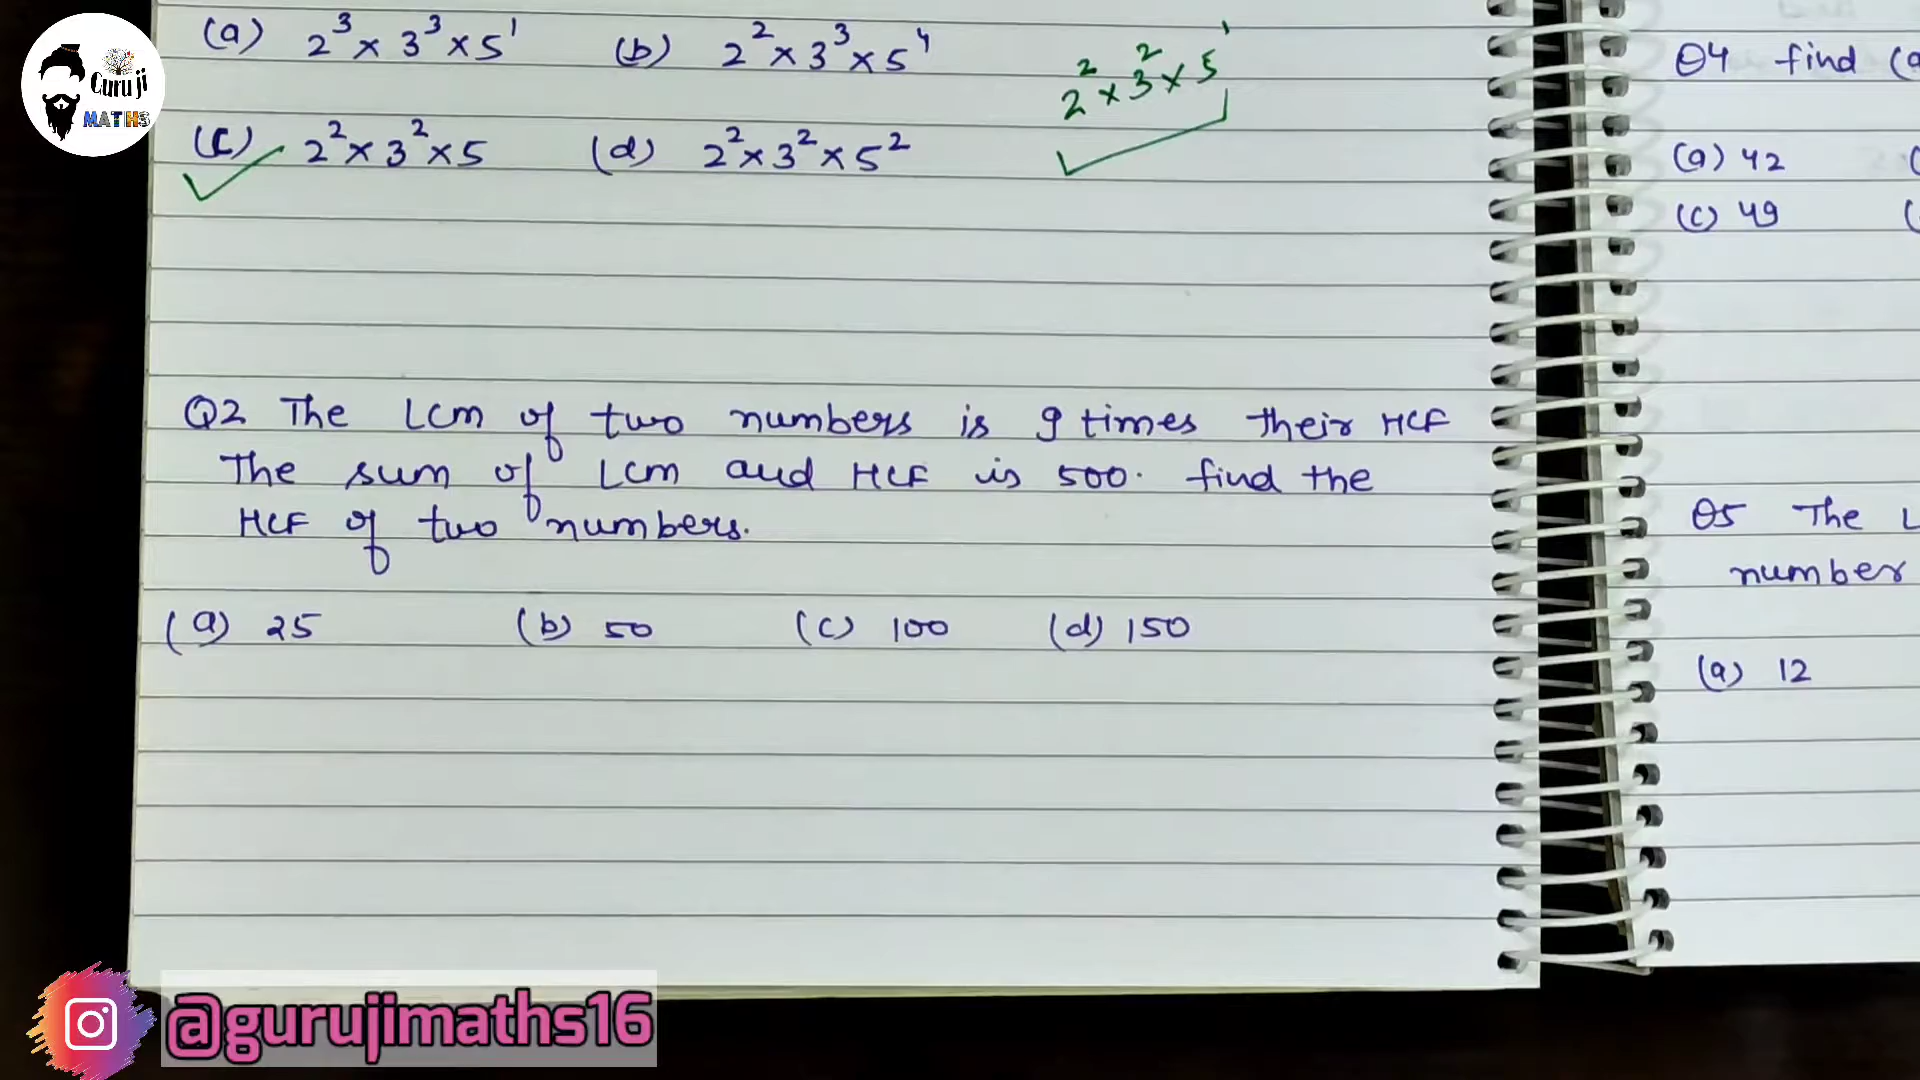 Guruji
MATHS
(a) 2³ × 3³ × 5¹ (b) 2² × 3³ × 5⁴
2² × 3² × 5¹
(c) 2² × 3² × 5 (d) 2² × 3² × 5²
Q2 The LCM of two numbers is 9 times their HCF
The sum of LCM and HCF is 500. find the
HCF of two numbers.
(a) 25 (b) 50 (c) 100 (d) 150
Q4 find
(a) 42
(c) 49
Q5 The
number
(a) 12
@gurujimaths16